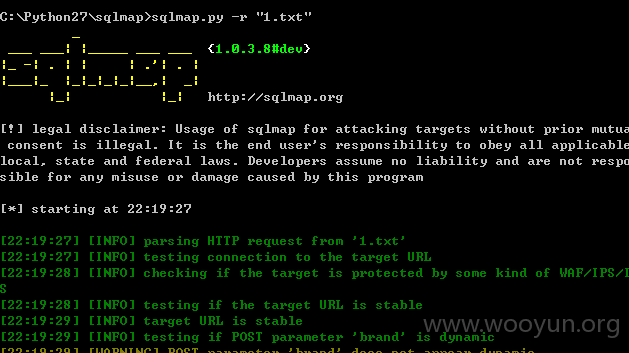 C:\Python27\sqlmap>sqlmap.py -r "1.txt"
{1.0.3.8#dev}
http://sqlmap.org
[!] legal disclaimer: Usage of sqlmap for attacking targets without prior mutua
 consent is illegal. It is the end user's responsibility to obey all applicable
local, state and federal laws. Developers assume no liability and are not respo
sible for any misuse or damage caused by this program
[*] starting at 22:19:27
[22:19:27] [INFO] parsing HTTP request from '1.txt'
[22:19:27] [INFO] testing connection to the target URL
[22:19:28] [INFO] checking if the target is protected by some kind of WAF/IPS/I
S
[22:19:28] [INFO] testing if the target URL is stable
[22:19:29] [INFO] target URL is stable
[22:19:29] [INFO] testing if POST parameter 'brand' is dynamic
[22:19:29] [WARNING] POST parameter 'brand' does not appear dynamic
www.wooyun.org